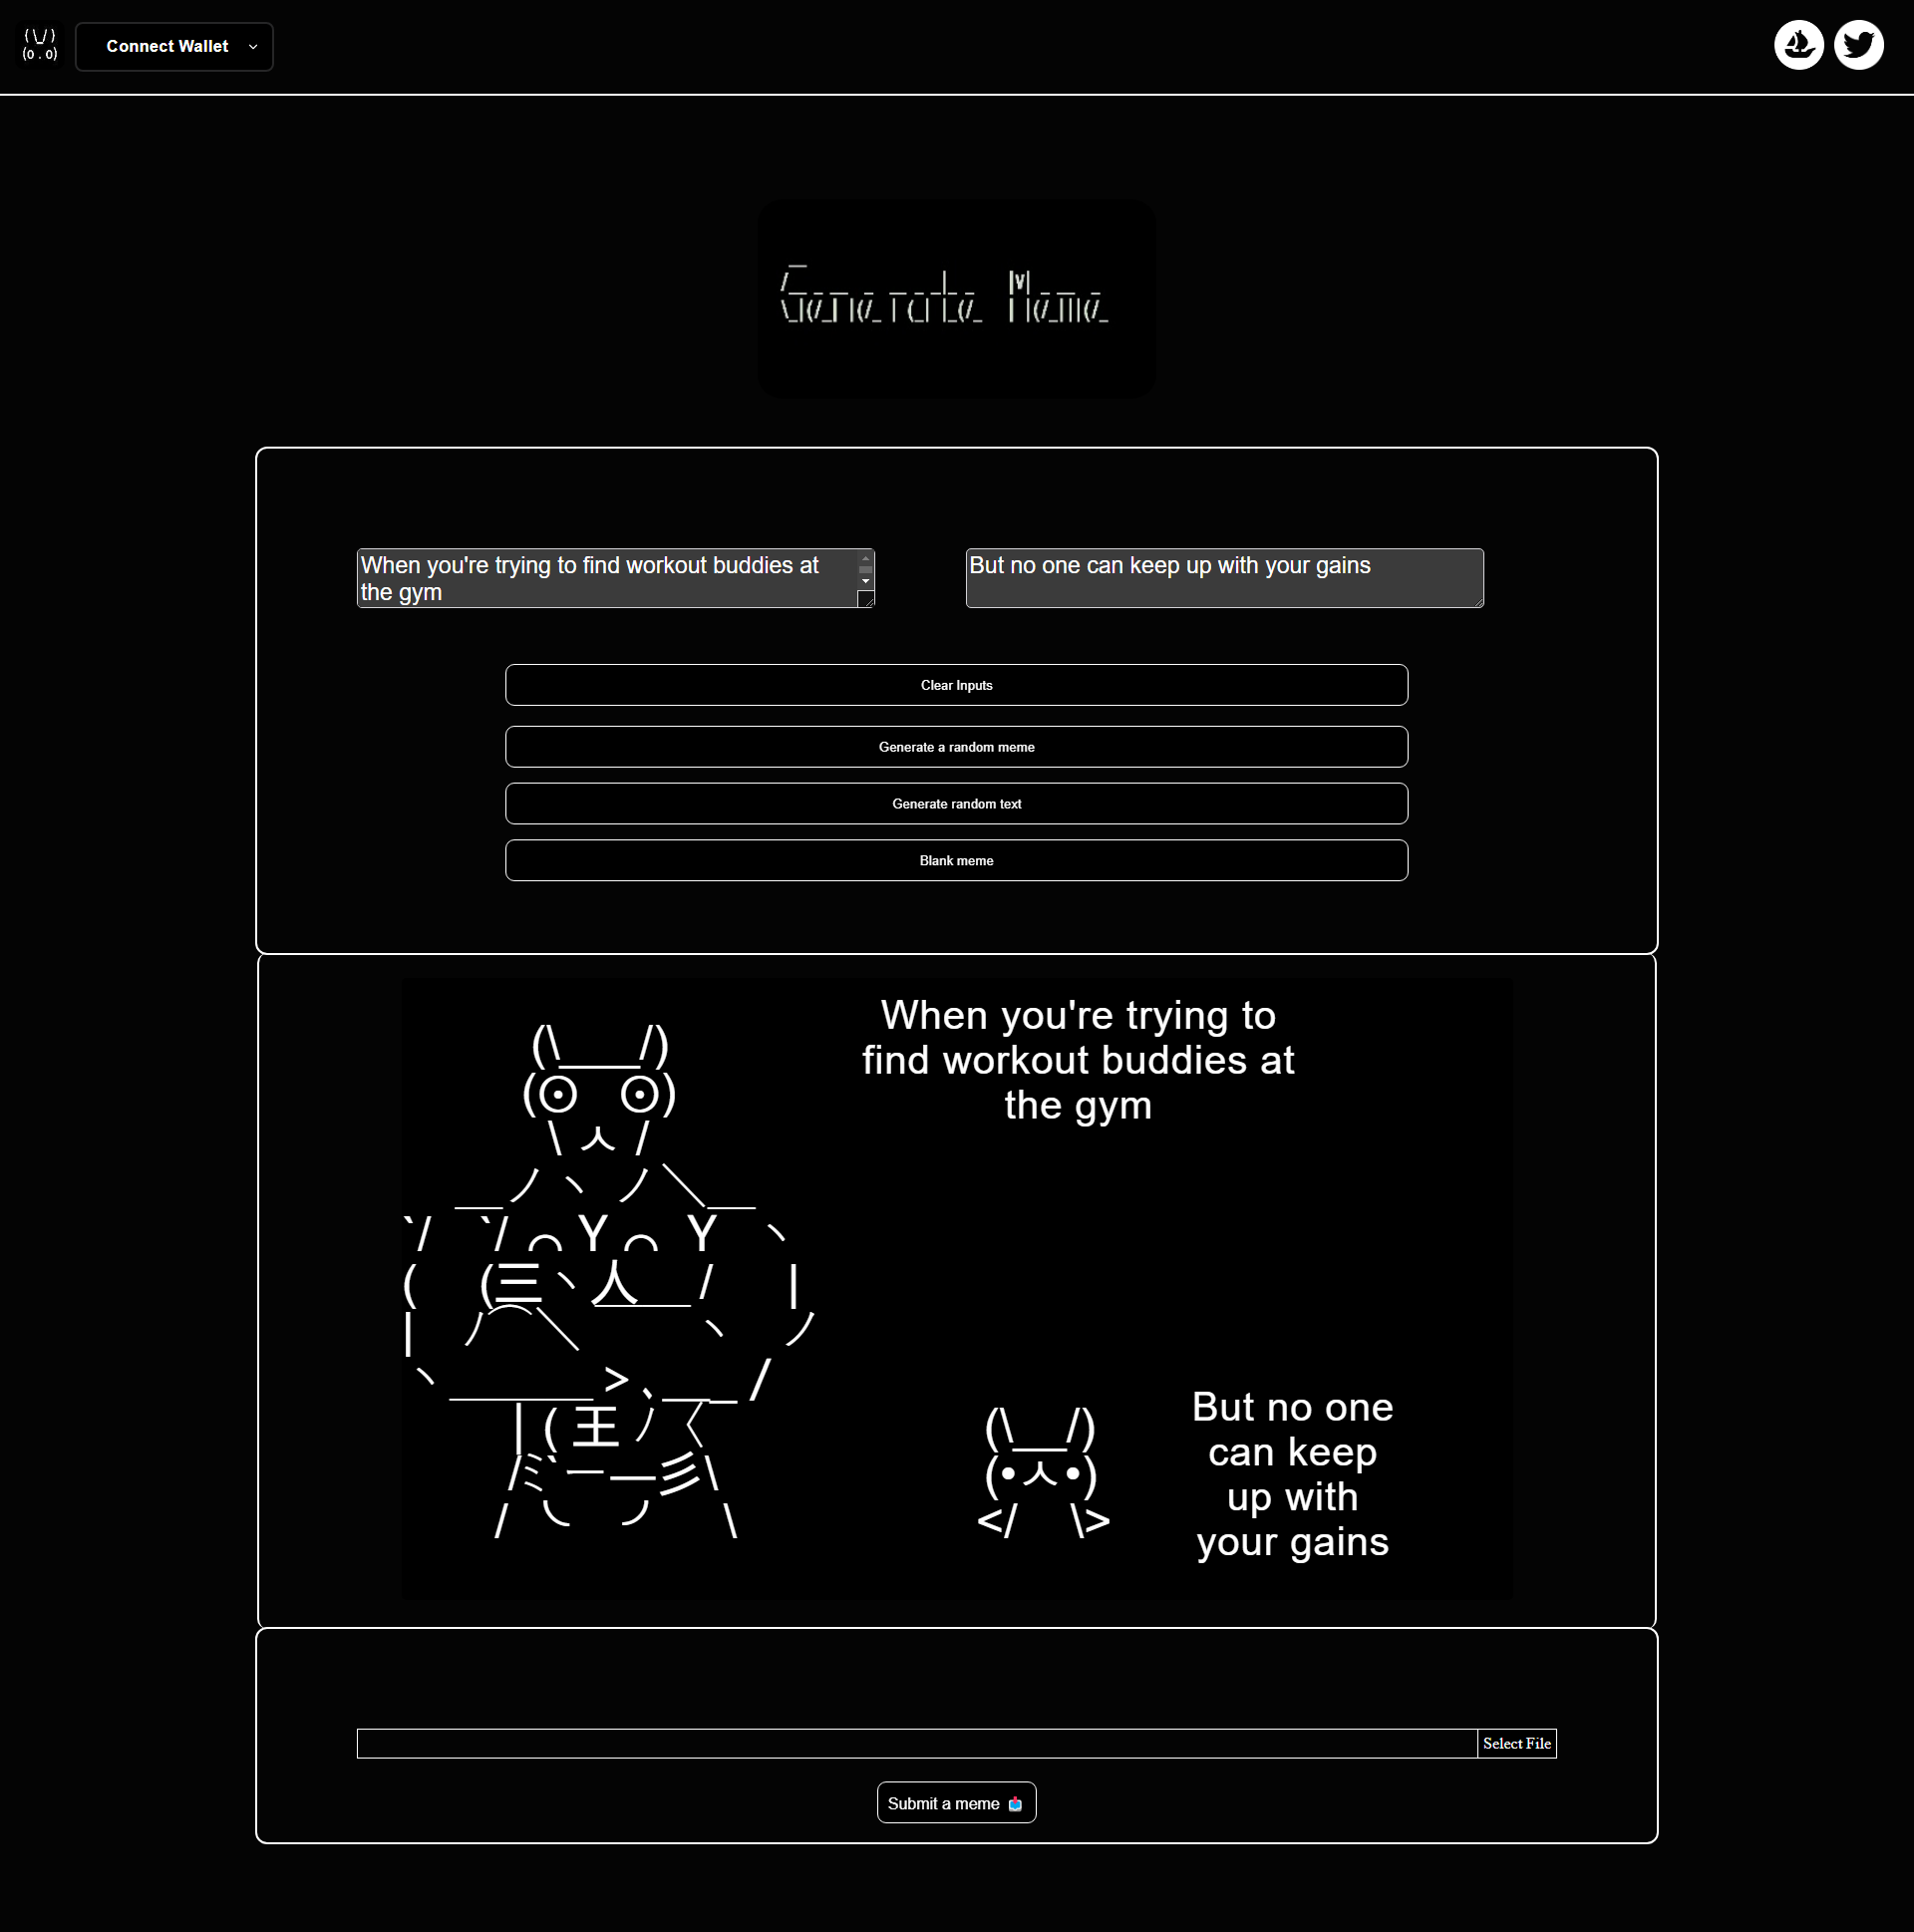 (\_/)
(o . o)
Connect Wallet
Generate Meme
When you're trying to find workout buddies at
the gym
But no one can keep up with your gains
Clear Inputs
Generate a random meme
Generate random text
Blank meme
When you're trying to
find workout buddies at
the gym
But no one
can keep
up with
your gains
Select File
Submit a meme